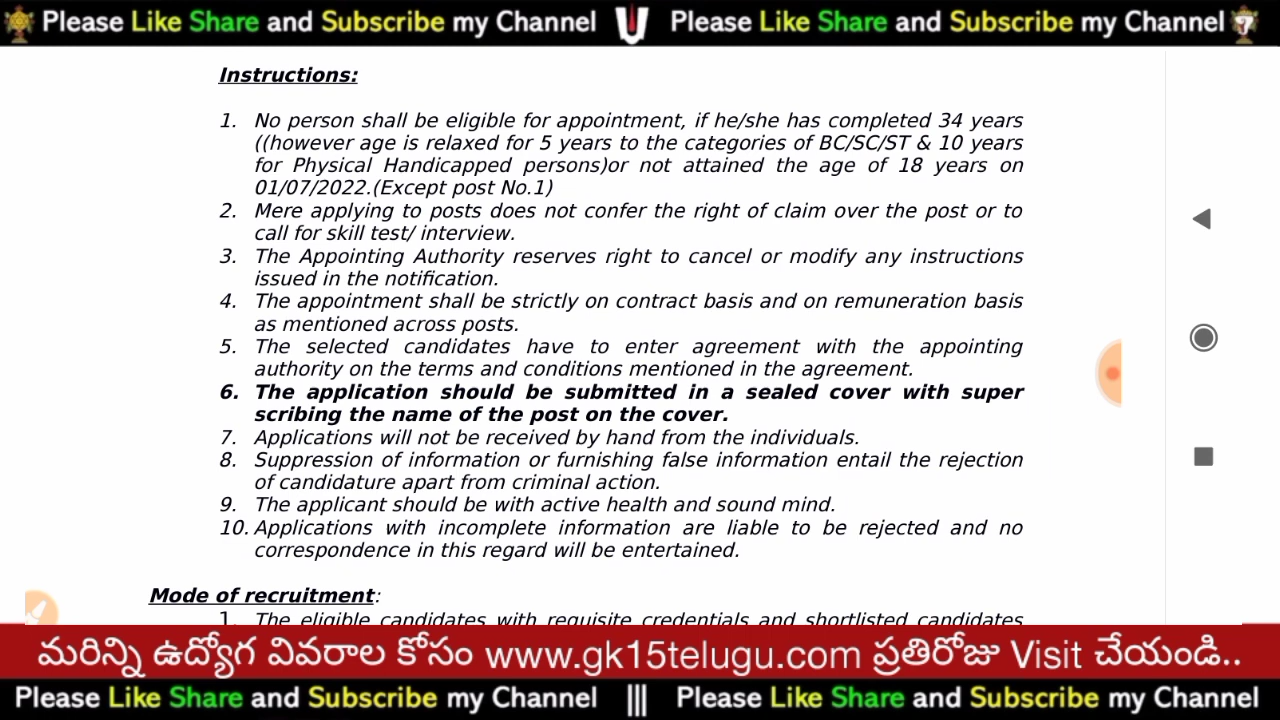 Please Like Share and Subscribe my Channel Please Like Share and Subscribe my Channel
Instructions:
1. No person shall be eligible for appointment, if he/she has completed 34 years
((however age is relaxed for 5 years to the categories of BC/SC/ST & 10 years
for Physical Handicapped persons)or not attained the age of 18 years on
01/07/2022.(Except post No.1)
2. Mere applying to posts does not confer the right of claim over the post or to
call for skill test/ interview.
3. The Appointing Authority reserves right to cancel or modify any instructions
issued in the notification.
4. The appointment shall be strictly on contract basis and on remuneration basis
as mentioned across posts.
5. The selected candidates have to enter agreement with the appointing
authority on the terms and conditions mentioned in the agreement.
6. The application should be submitted in a sealed cover with super
scribing the name of the post on the cover.
7. Applications will not be received by hand from the individuals.
8. Suppression of information or furnishing false information entail the rejection
of candidature apart from criminal action.
9. The applicant should be with active health and sound mind.
10. Applications with incomplete information are liable to be rejected and no
correspondence in this regard will be entertained.
Mode of recruitment:
1. The eligible candidates with requisite credentials and shortlisted candidates
మరిన్ని ఉద్యోగ వివరాల కోసం www.gk15telugu.com ప్రతిరోజు Visit చేయండి..
Please Like Share and Subscribe my Channel ||| Please Like Share and Subscribe my Channel